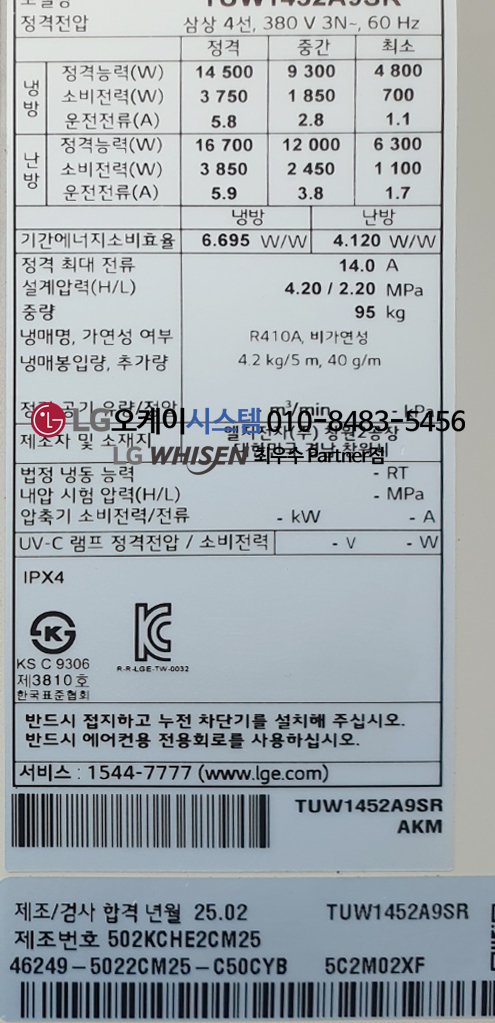 모델명 TUW1452A9SR
정격전압 삼상 4선, 380 V 3N~, 60 Hz
정격 중간 최소
냉방
정격능력(W) 14 500 9 300 4 800
소비전력(W) 3 750 1 850 700
운전전류(A) 5.8 2.8 1.1
난방
정격능력(W) 16 700 12 000 6 300
소비전력(W) 3 850 2 450 1 100
운전전류(A) 5.9 3.8 1.7
냉방 난방
기간에너지소비효율 6.695 W/W 4.120 W/W
정격 최대 전류 14.0 A
설계압력(H/L) 4.20 / 2.20 MPa
중량 95 kg
냉매명, 가연성 여부 R410A, 비가연성
냉매봉입량, 추가량 4.2 kg/5 m, 40 g/m
공기 m³/min - kPa
LG오케이시스템 010-8483-5456
제조자 및 소재지
LG WHISEN 최우수 Partner점
법정 냉동 능력 - RT
내압 시험 압력(H/L) - MPa
압축기 소비전력/전류 - kW - A
UV-C 램프 정격전압 / 소비전력 - V - W
IPX4
KS C 9306
제3810호
한국표준협회
R-R-LGE-TW-0032
반드시 접지하고 누전 차단기를 설치해 주십시오.
반드시 에어컨용 전용회로를 사용하십시오.
서비스 : 1544-7777 (www.lge.com)
TUW1452A9SR
AKM
제조/검사 합격 년월 25.02 TUW1452A9SR
제조번호 502KCHE2CM25
46249-5022CM25-C50CYB 5C2M02XF